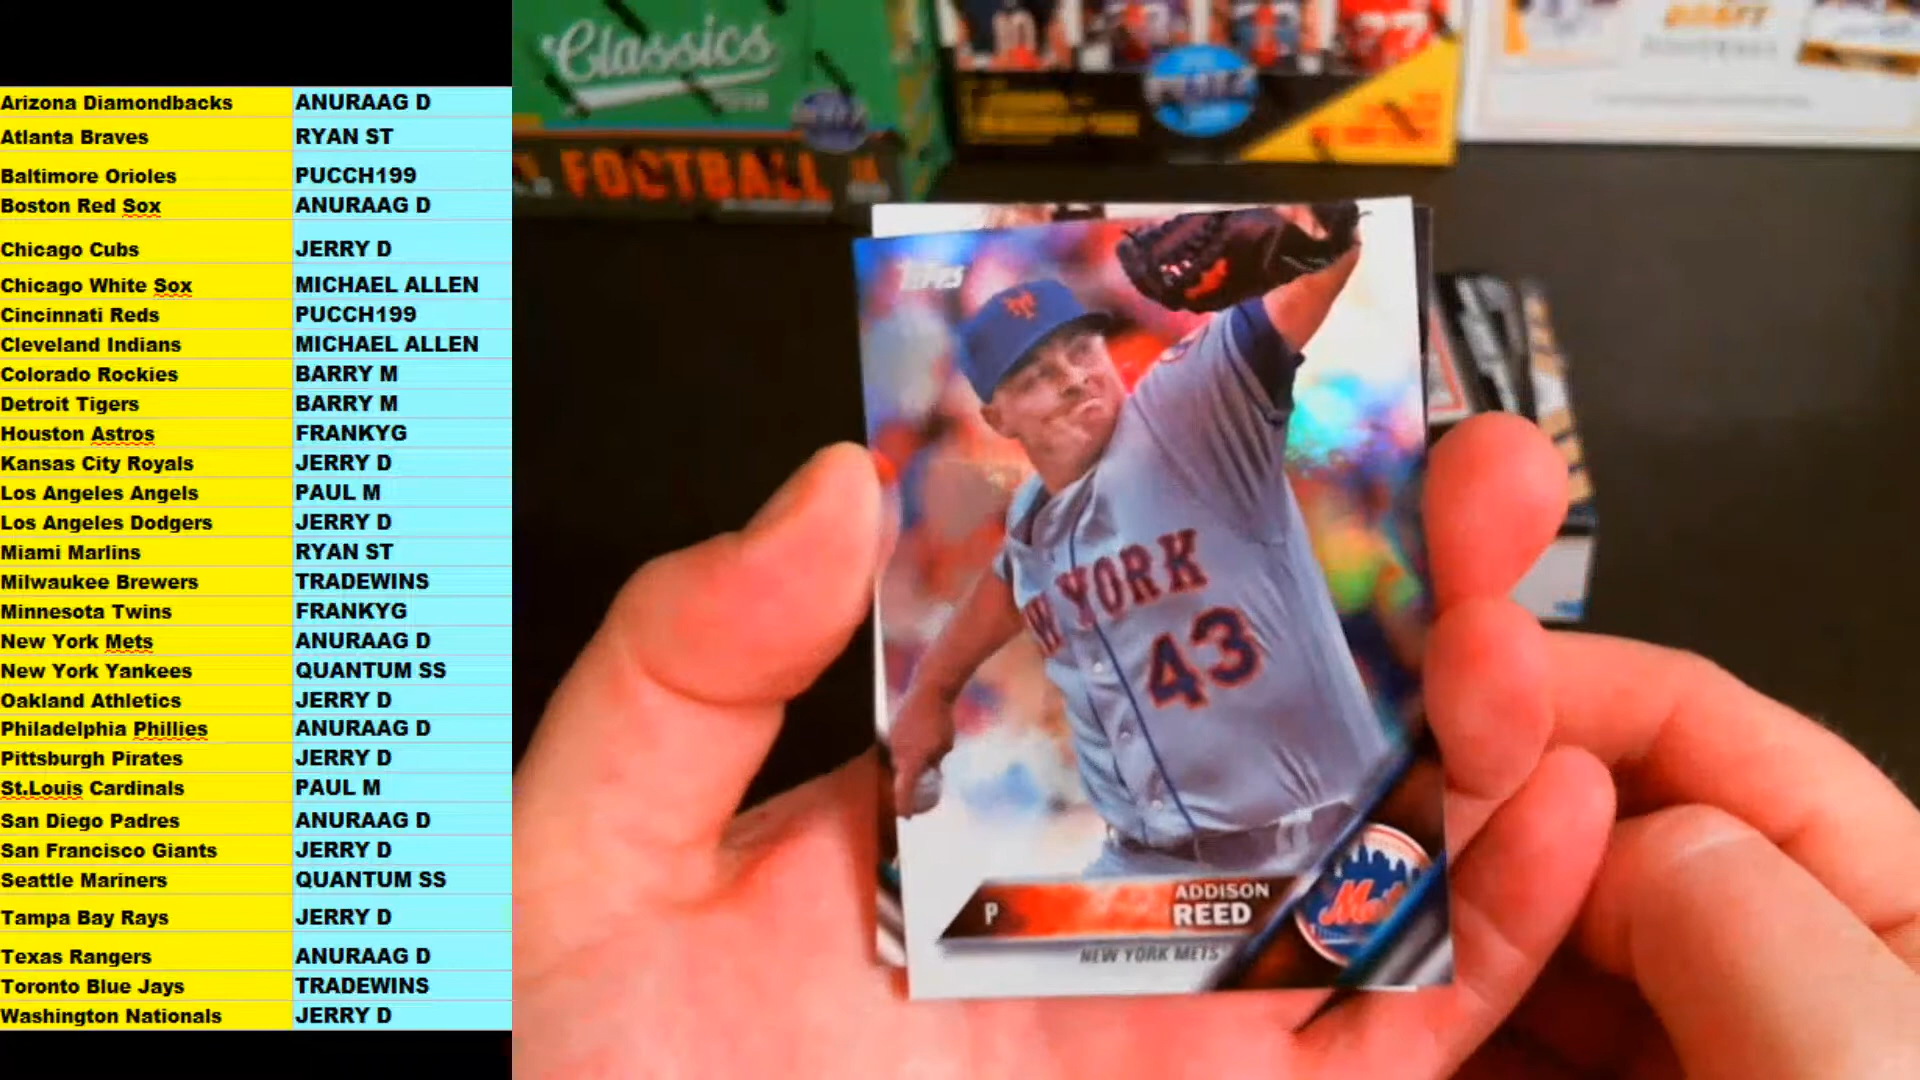 Arizona Diamondbacks ANURAAG D
Atlanta Braves RYAN ST
Baltimore Orioles PUCCH199
Boston Red Sox ANURAAG D
Chicago Cubs JERRY D
Chicago White Sox MICHAEL ALLEN
Cincinnati Reds PUCCH199
Cleveland Indians MICHAEL ALLEN
Colorado Rockies BARRY M
Detroit Tigers BARRY M
Houston Astros FRANKYG
Kansas City Royals JERRY D
Los Angeles Angels PAUL M
Los Angeles Dodgers JERRY D
Miami Marlins RYAN ST
Milwaukee Brewers TRADEWINS
Minnesota Twins FRANKYG
New York Mets ANURAAG D
New York Yankees QUANTUM SS
Oakland Athletics JERRY D
Philadelphia Phillies ANURAAG D
Pittsburgh Pirates JERRY D
St.Louis Cardinals PAUL M
San Diego Padres ANURAAG D
San Francisco Giants JERRY D
Seattle Mariners QUANTUM SS
Tampa Bay Rays JERRY D
Texas Rangers ANURAAG D
Toronto Blue Jays TRADEWINS
Washington Nationals JERRY D
Classics
FOOTBALL
BLITZ
DRAFT
Topps
NY
W YORK
43
P
ADDISON
REED
NEW YORK METS
Mets